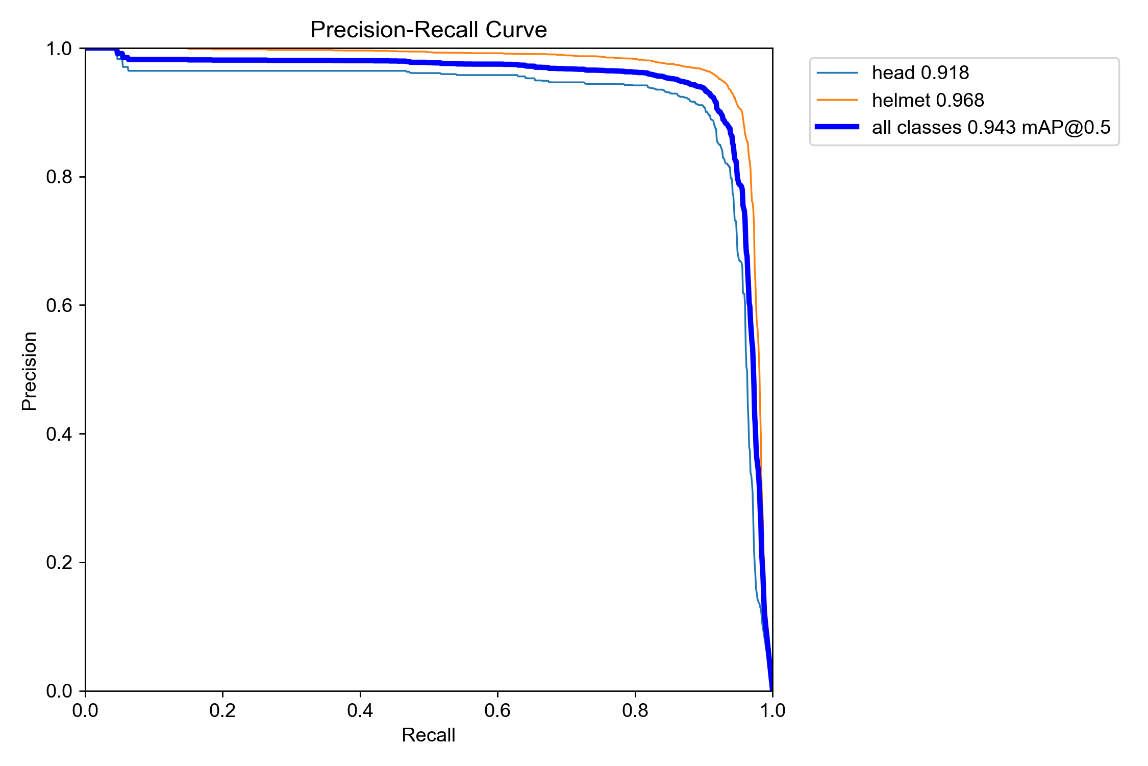 Precision-Recall Curve
1.0
0.8
0.6
0.4
0.2
0.0
Precision
0.0 0.2 0.4 0.6 0.8 1.0
Recall
head 0.918
helmet 0.968
all classes 0.943 mAP@0.5